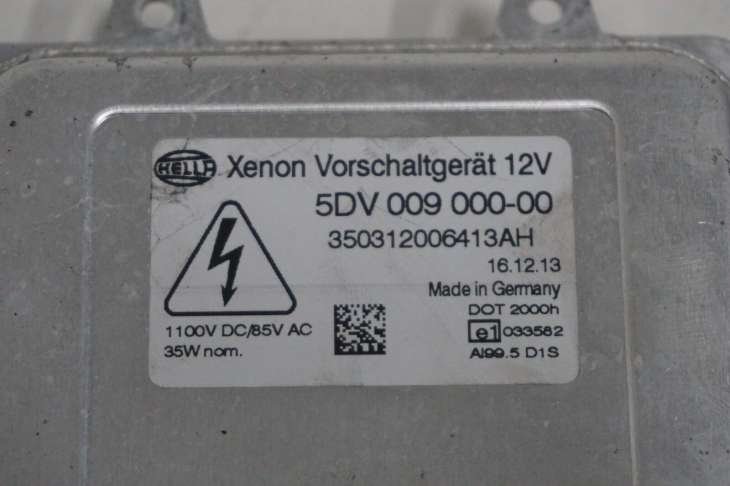 HELLA Xenon Vorschaltgerät 12V
5DV 009 000-00
350312006413AH
16.12.13
Made in Germany
DOT 2000h
e1 033582
Al99.5 D1S
1100V DC/85V AC
35W nom.